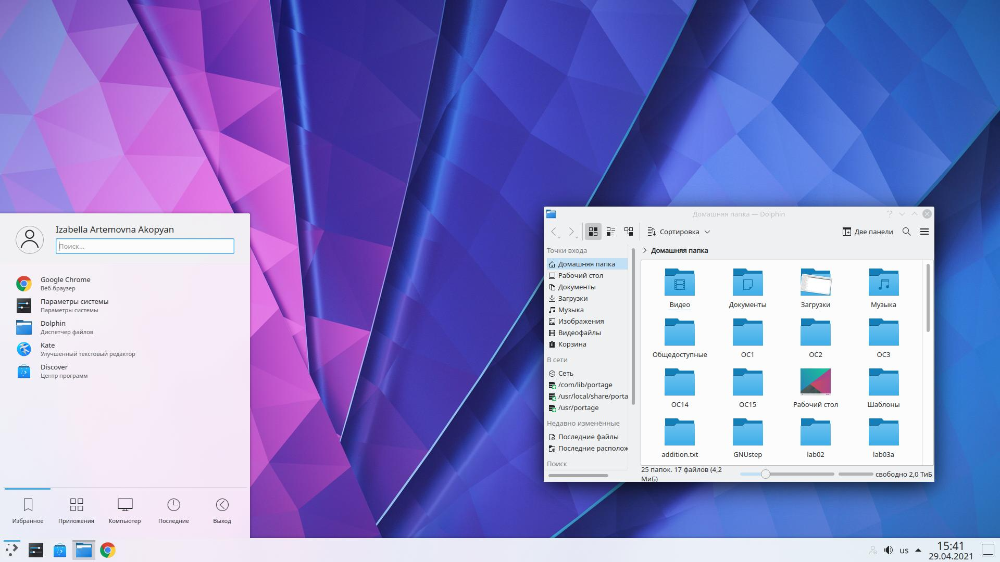 Izabella Artemovna Akopyan
Поиск...
Google Chrome
Веб-браузер
Параметры системы
Параметры системы
Dolphin
Диспетчер файлов
Kate
Улучшенный текстовый редактор
Discover
Центр программ
Избранное Приложения Компьютер Последние Выход
Домашняя папка — Dolphin
Сортировка Две панели
Точки входа
Домашняя папка
Рабочий стол
Документы
Загрузки
Музыка
Изображения
Видеофайлы
Корзина
В сети
Сеть
/com/lib/portage
/usr/local/share/porta
/usr/portage
Недавно изменённые
Последние файлы
Последние располож
Поиск
Домашняя папка
Видео Документы Загрузки Музыка
Общедоступные ОС1 ОС2 ОС3
ОС14 ОС15 Рабочий стол Шаблоны
addition.txt GNUstep lab02 lab03a
25 папок. 17 файлов (4,2
МиБ)
свободно 2,0 ТиБ
us
15:41
29.04.2021